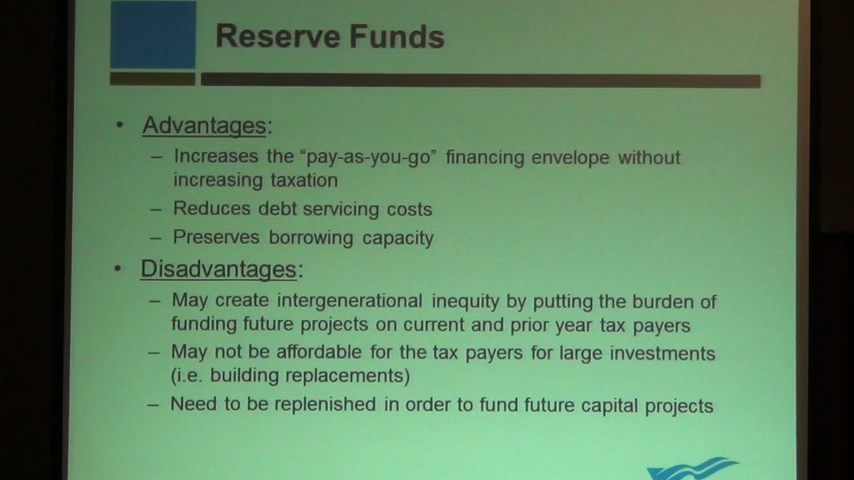 Reserve Funds
• Advantages:
– Increases the “pay-as-you-go” financing envelope without
increasing taxation
– Reduces debt servicing costs
– Preserves borrowing capacity
• Disadvantages:
– May create intergenerational inequity by putting the burden of
funding future projects on current and prior year tax payers
– May not be affordable for the tax payers for large investments
(i.e. building replacements)
– Need to be replenished in order to fund future capital projects